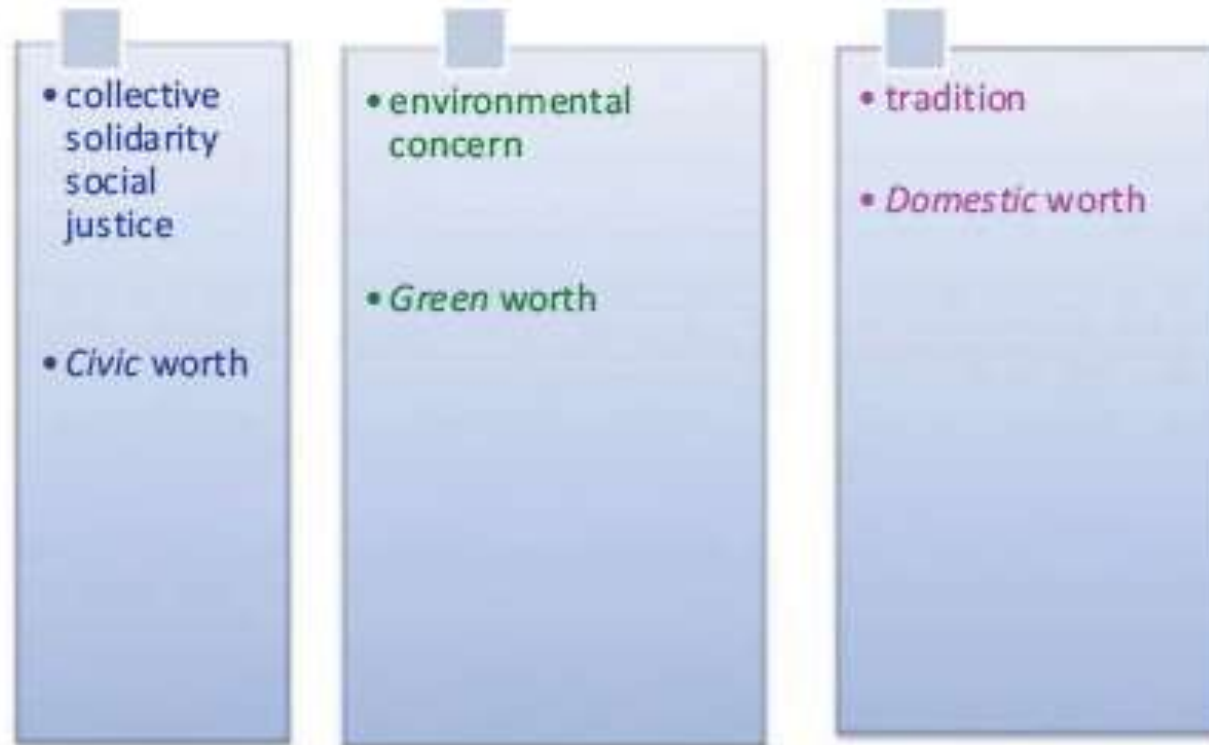 • collective
solidarity
social
justice
• Civic worth
• environmental
concern
• Green worth
• tradition
• Domestic worth